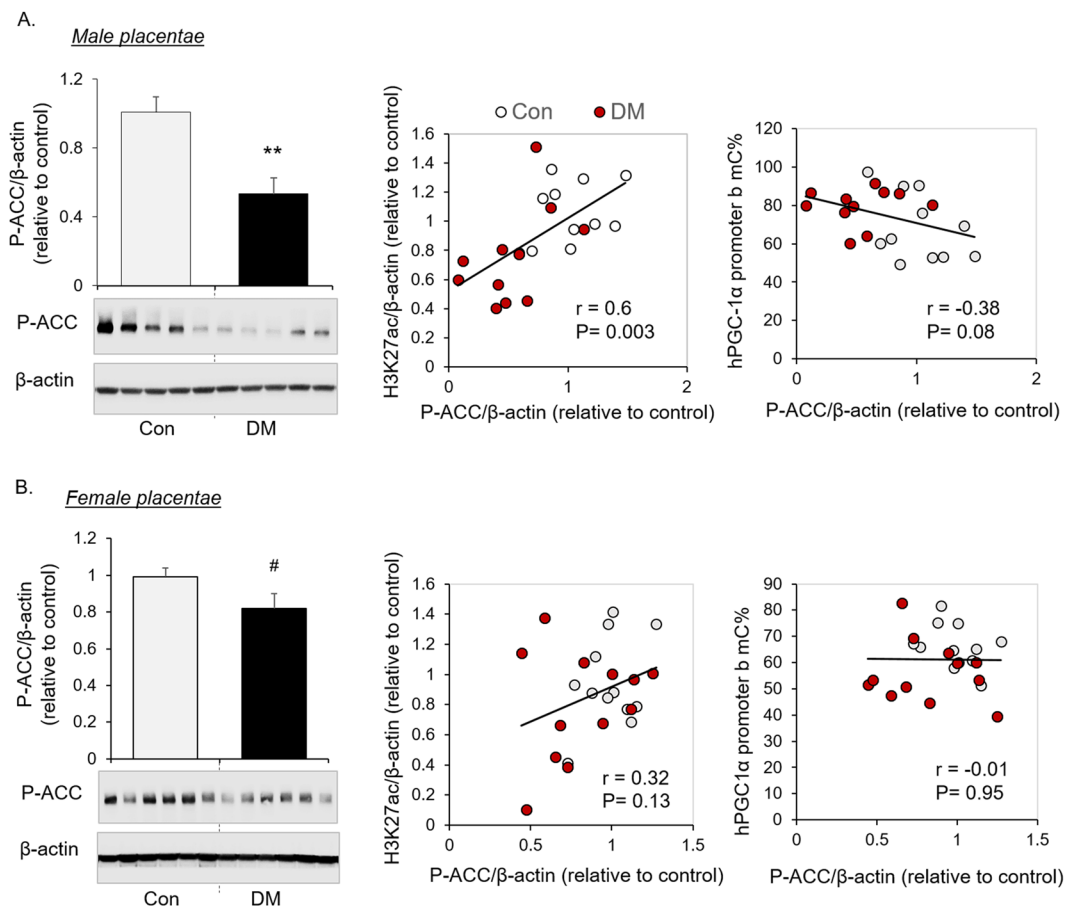 A.
Male placentae
P-ACC/β-actin
(relative to control)
1.2
0.8
0.4
0
**
P-ACC
β-actin
Con
DM
Con
DM
H3K27ac/β-actin (relative to control)
1.6
1.4
1.2
1
0.8
0.6
0.4
0.2
0
r = 0.6
P= 0.003
0
1
2
P-ACC/β-actin (relative to control)
hPGC-1α promoter b mC%
120
100
80
60
40
20
0
r = -0.38
P= 0.08
0
1
2
P-ACC/β-actin (relative to control)
B.
Female placentae
P-ACC/β-actin
(relative to control)
1.2
1
0.8
0.6
0.4
0.2
0
#
P-ACC
β-actin
Con
DM
H3K27ac/β-actin (relative to control)
1.6
1.4
1.2
1
0.8
0.6
0.4
0.2
0
r = 0.32
P= 0.13
0
0.5
1
1.5
P-ACC/β-actin (relative to control)
hPGC1α promoter b mC%
90
80
70
60
50
40
30
20
10
0
r = -0.01
P= 0.95
0
0.5
1
1.5
P-ACC/β-actin (relative to control)